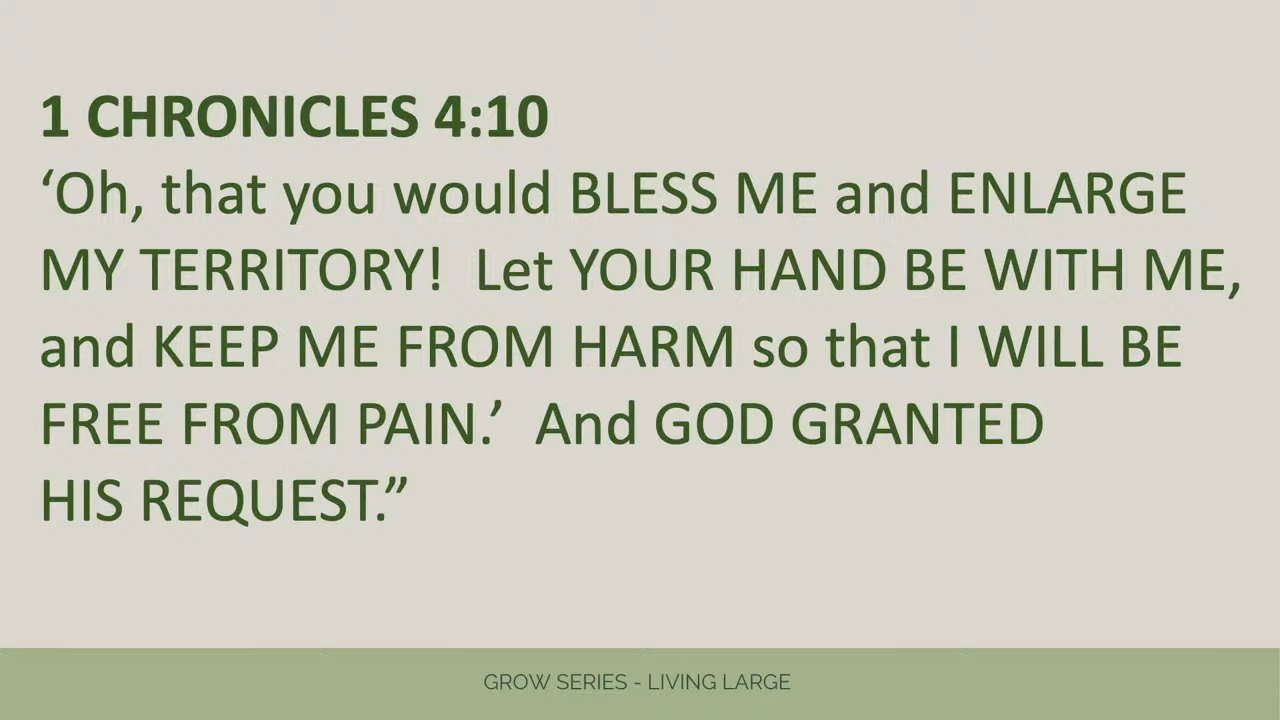 1 CHRONICLES 4:10
‘Oh, that you would BLESS ME and ENLARGE
MY TERRITORY!  Let YOUR HAND BE WITH ME,
and KEEP ME FROM HARM so that I WILL BE
FREE FROM PAIN.’  And GOD GRANTED
HIS REQUEST.”
GROW SERIES - LIVING LARGE